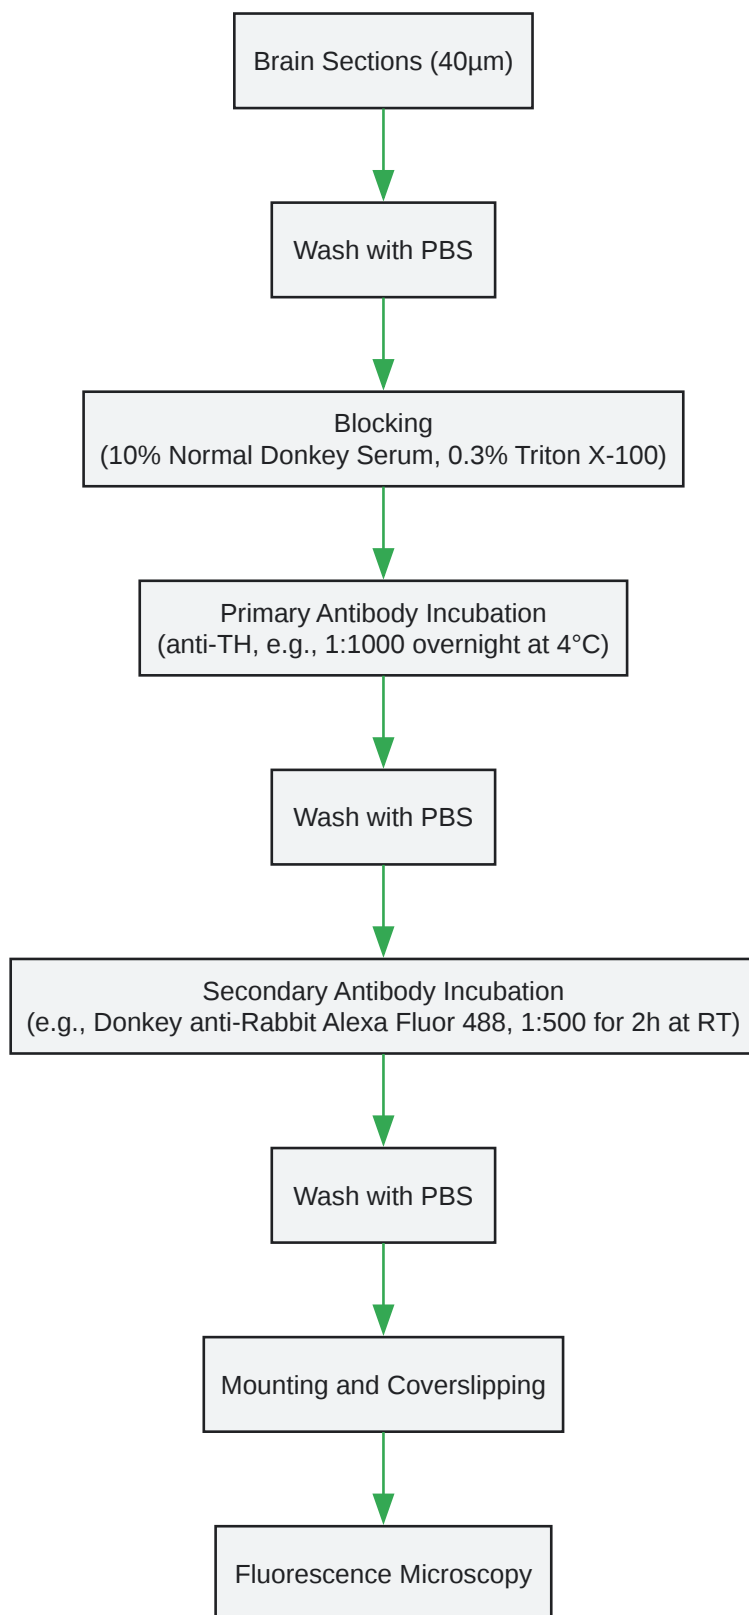 Brain Sections (40µm)
Wash with PBS
Blocking
(10% Normal Donkey Serum, 0.3% Triton X-100)
Primary Antibody Incubation
(anti-TH, e.g., 1:1000 overnight at 4°C)
Wash with PBS
Secondary Antibody Incubation
(e.g., Donkey anti-Rabbit Alexa Fluor 488, 1:500 for 2h at RT)
Wash with PBS
Mounting and Coverslipping
Fluorescence Microscopy